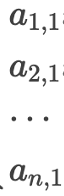 a1,1
a2,1
...
, an,1